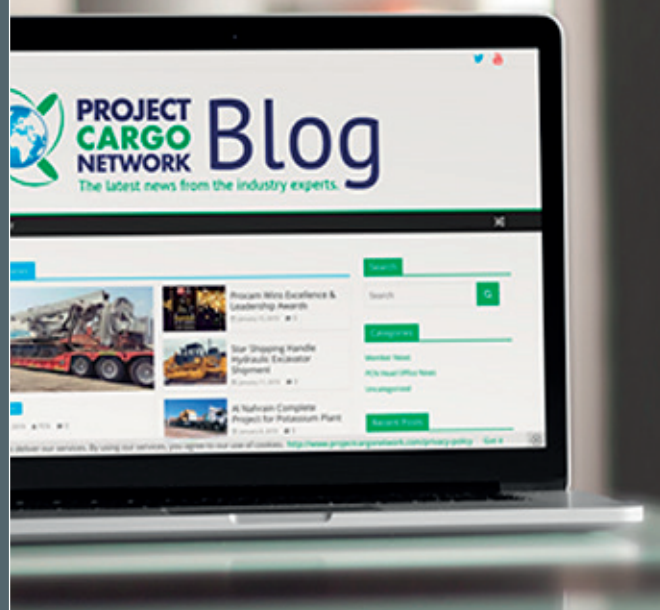 PROJECT
CARGO
NETWORK
Blog
The latest news from the industry experts.
Procam Wins Excellence &
Leadership Awards
Star Shipping Handle
Hydraulic Excavator
Shipment
Al Nahrain Complete
Project for Potassium Plant
Search
Search
Categories
Member News
PCN Head Office News
Uncategorized
Recent Posts
deliver our services. By using our services, you agree to our use of cookies. http://www.projectcargonetwork.com/privacy-policy Got it